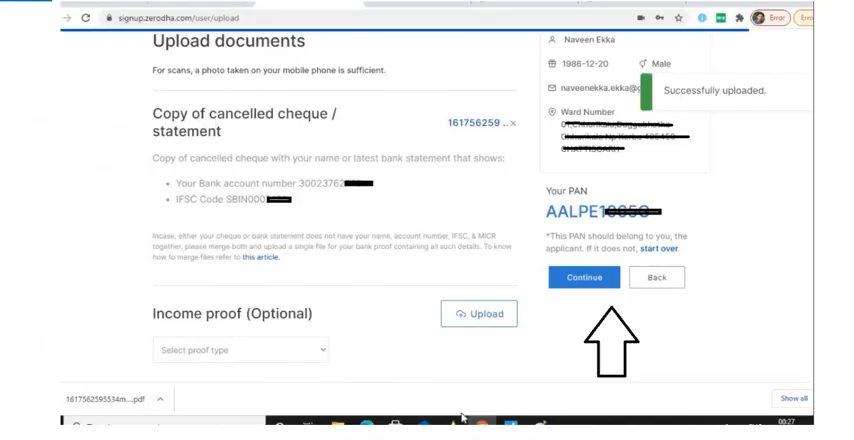 signup.zerodha.com/user/upload
Error
Upload documents
For scans, a photo taken on your mobile phone is sufficient.
Copy of cancelled cheque /
statement
161756259 ..×
Copy of cancelled cheque with your name or latest bank statement that shows:
• Your Bank account number 30023762
• IFSC Code SBIN000
Incase, either your cheque or bank statement does not have your name, account number, IFSC, & MICR
together, please merge both and upload a single file for your bank proof containing all such details. To know
how to merge files refer to this article.
Income proof (Optional)
Upload
Select proof type
Naveen Ekka
1986-12-20
Male
naveenekka.ekka@g
Successfully uploaded.
Ward Number
Your PAN
AALPE
*This PAN should belong to you, the
applicant. If it does not, start over.
Continue
Back
1617562595534m....pdf
Show all
00:27